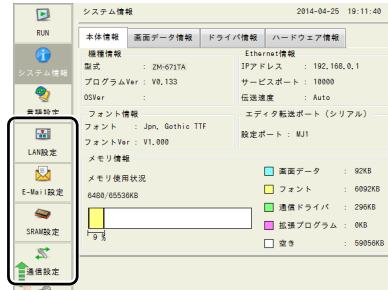 システム情報 2014-04-25 19:11:40
RUN
システム情報
言語設定
LAN設定
E-Mail設定
SRAM設定
通信設定
本体情報 画面データ情報 ドライバ情報 ハードウェア情報
機種情報
型式 : ZM-671TA
プログラムVer : V0.133
OSVer :
フォント情報
フォント : Jpn. Gothic TTF
フォントVer : V1.000
Ethernet情報
IPアドレス : 192.168.0.1
サービスポート : 10000
伝送速度 : Auto
エディタ転送ポート (シリアル)
設定ポート : MJ1
メモリ情報
メモリ使用状況
6480/65536KB
9 %
画面データ : 92KB
フォント : 6092KB
通信ドライバ : 296KB
拡張プログラム : 0KB
空き : 59056KB